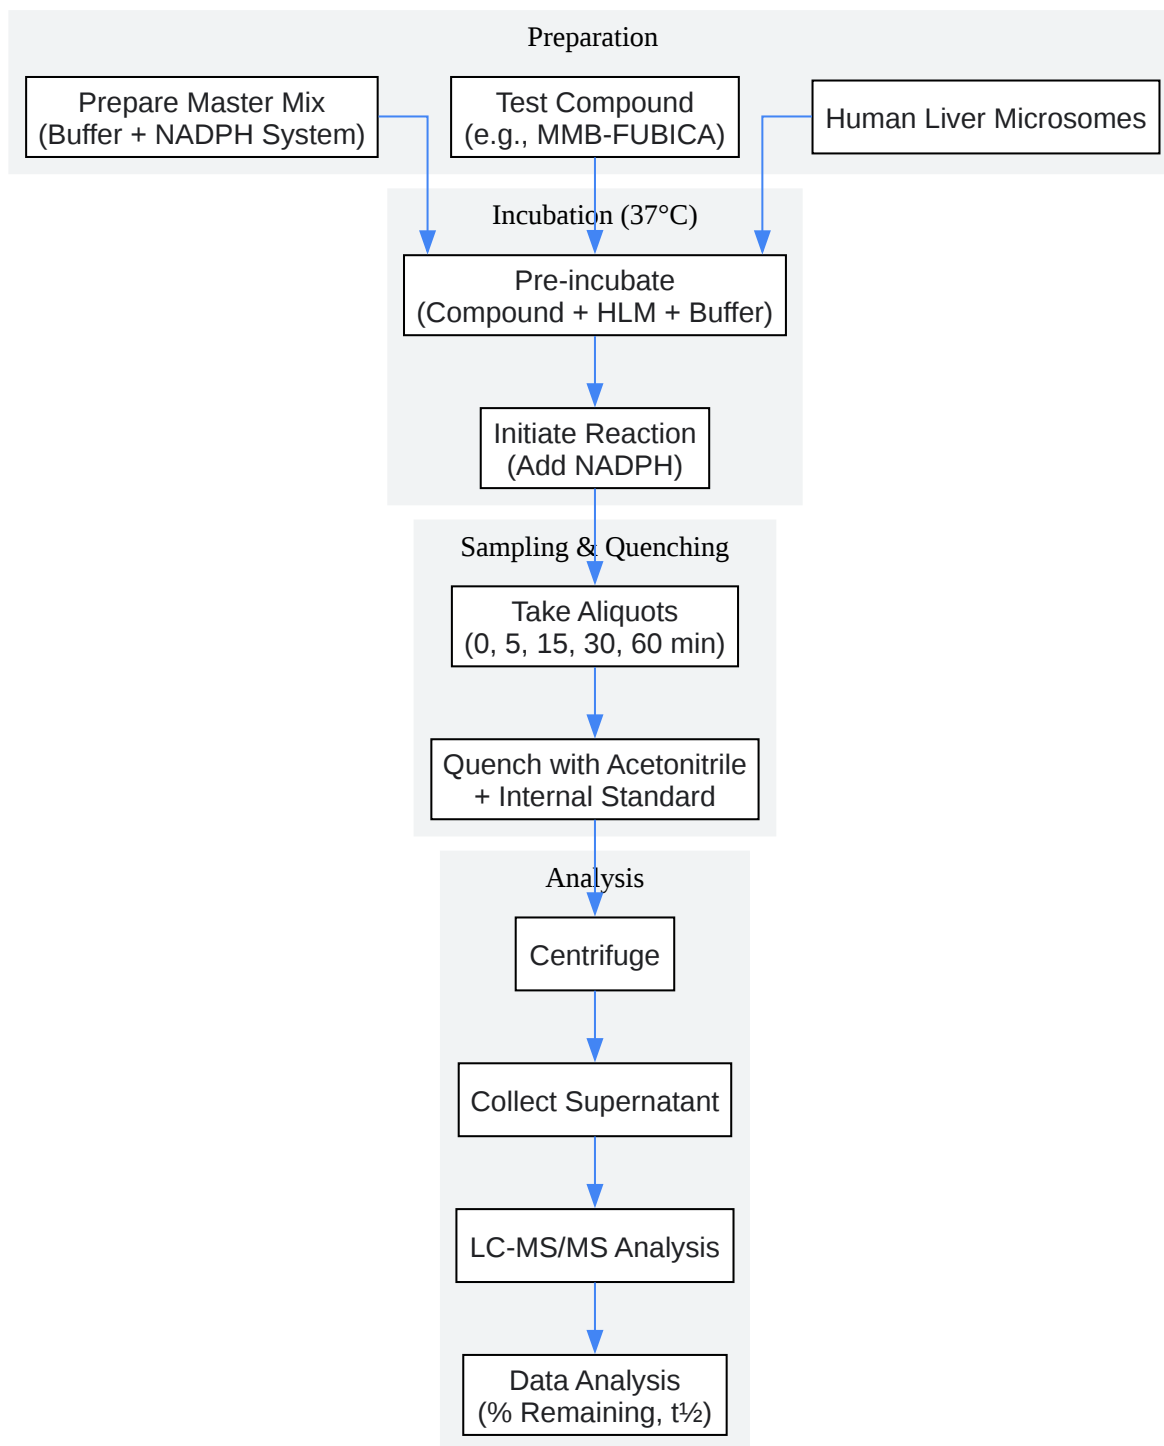 Preparation
Prepare Master Mix
(Buffer + NADPH System)
Test Compound
(e.g., MMB-FUBICA)
Human Liver Microsomes
Incubation (37°C)
Pre-incubate
(Compound + HLM + Buffer)
Initiate Reaction
(Add NADPH)
Sampling & Quenching
Take Aliquots
(0, 5, 15, 30, 60 min)
Quench with Acetonitrile
+ Internal Standard
Analysis
Centrifuge
Collect Supernatant
LC-MS/MS Analysis
Data Analysis
(% Remaining, t½)